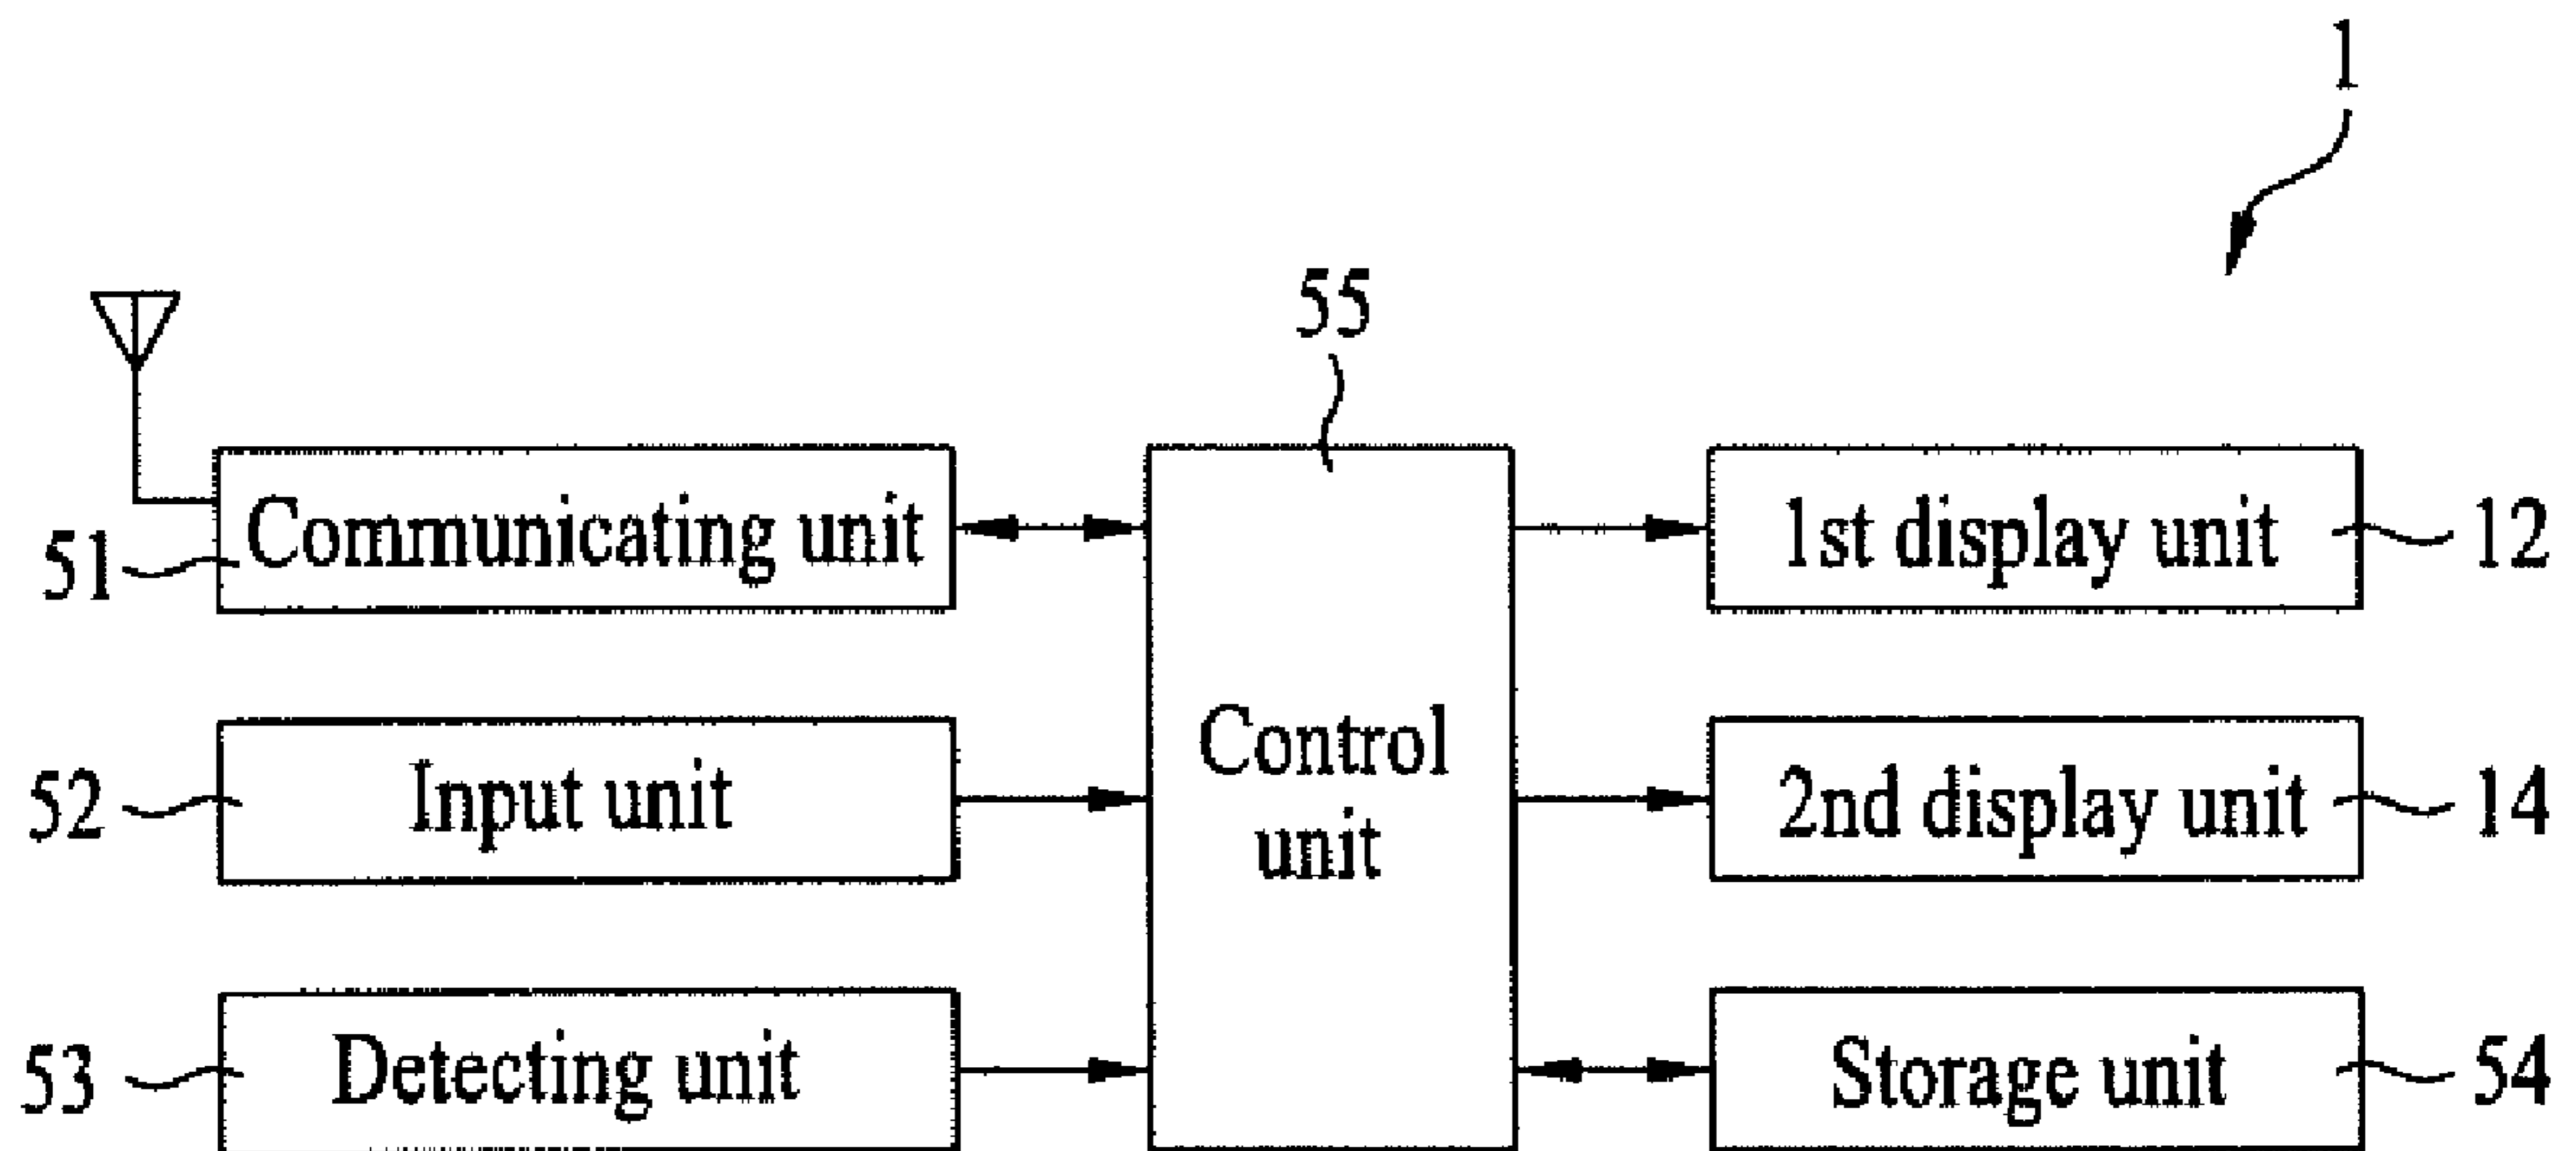 1
55
51 Communicating unit
1st display unit 12
52 Input unit
Control
unit
2nd display unit 14
53 Detecting unit
Storage unit 54